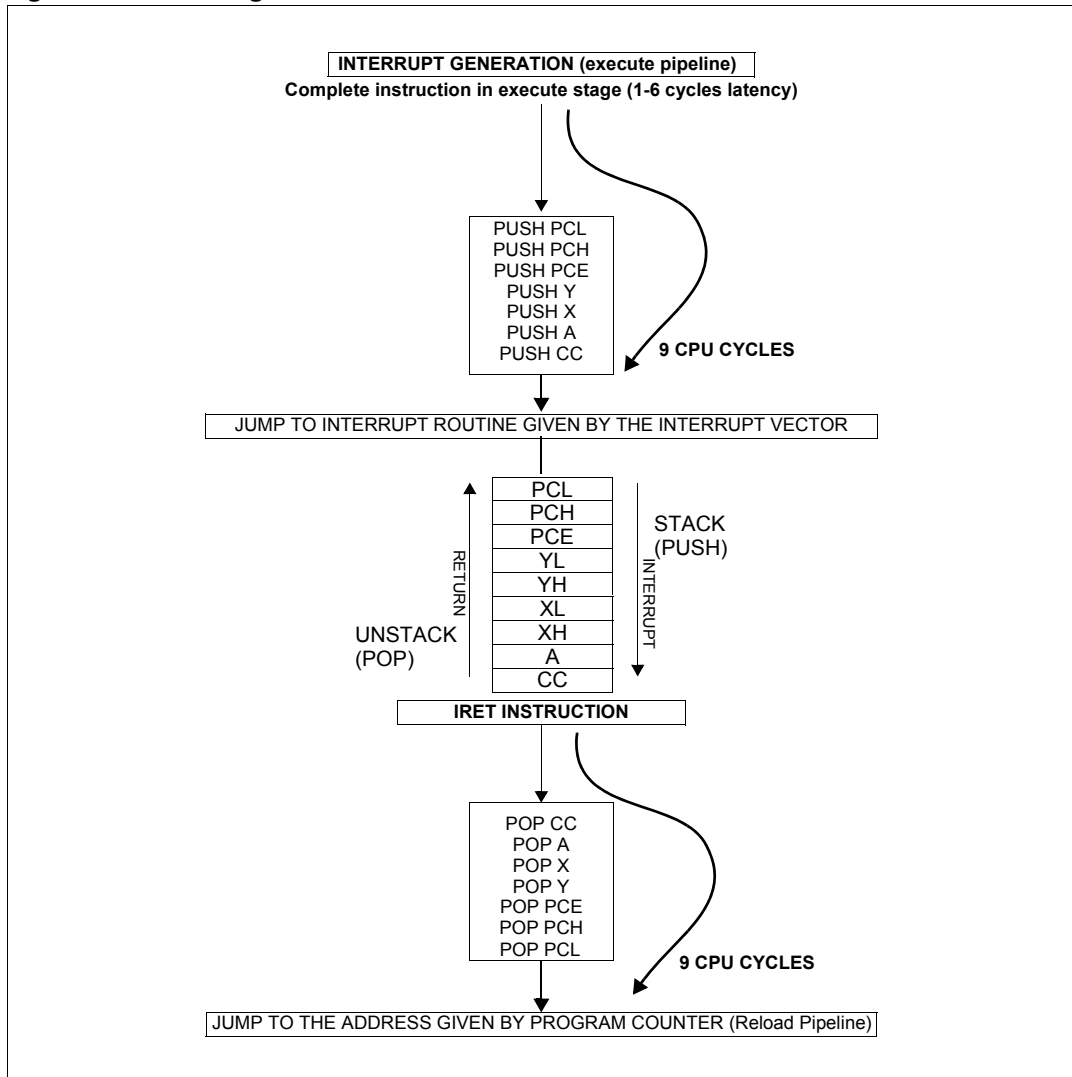 INTERRUPT GENERATION (execute pipeline)
Complete instruction in execute stage (1-6 cycles latency)
PUSH PCL
PUSH PCH
PUSH PCE
PUSH Y
PUSH X
PUSH A
PUSH CC
9 CPU CYCLES
JUMP TO INTERRUPT ROUTINE GIVEN BY THE INTERRUPT VECTOR
PCL
PCH
PCE
YL
YH
XL
XH
A
CC
RETURN
UNSTACK
(POP)
STACK
(PUSH)
INTERRUPT
IRET INSTRUCTION
POP CC
POP A
POP X
POP Y
POP PCE
POP PCH
POP PCL
9 CPU CYCLES
JUMP TO THE ADDRESS GIVEN BY PROGRAM COUNTER (Reload Pipeline)